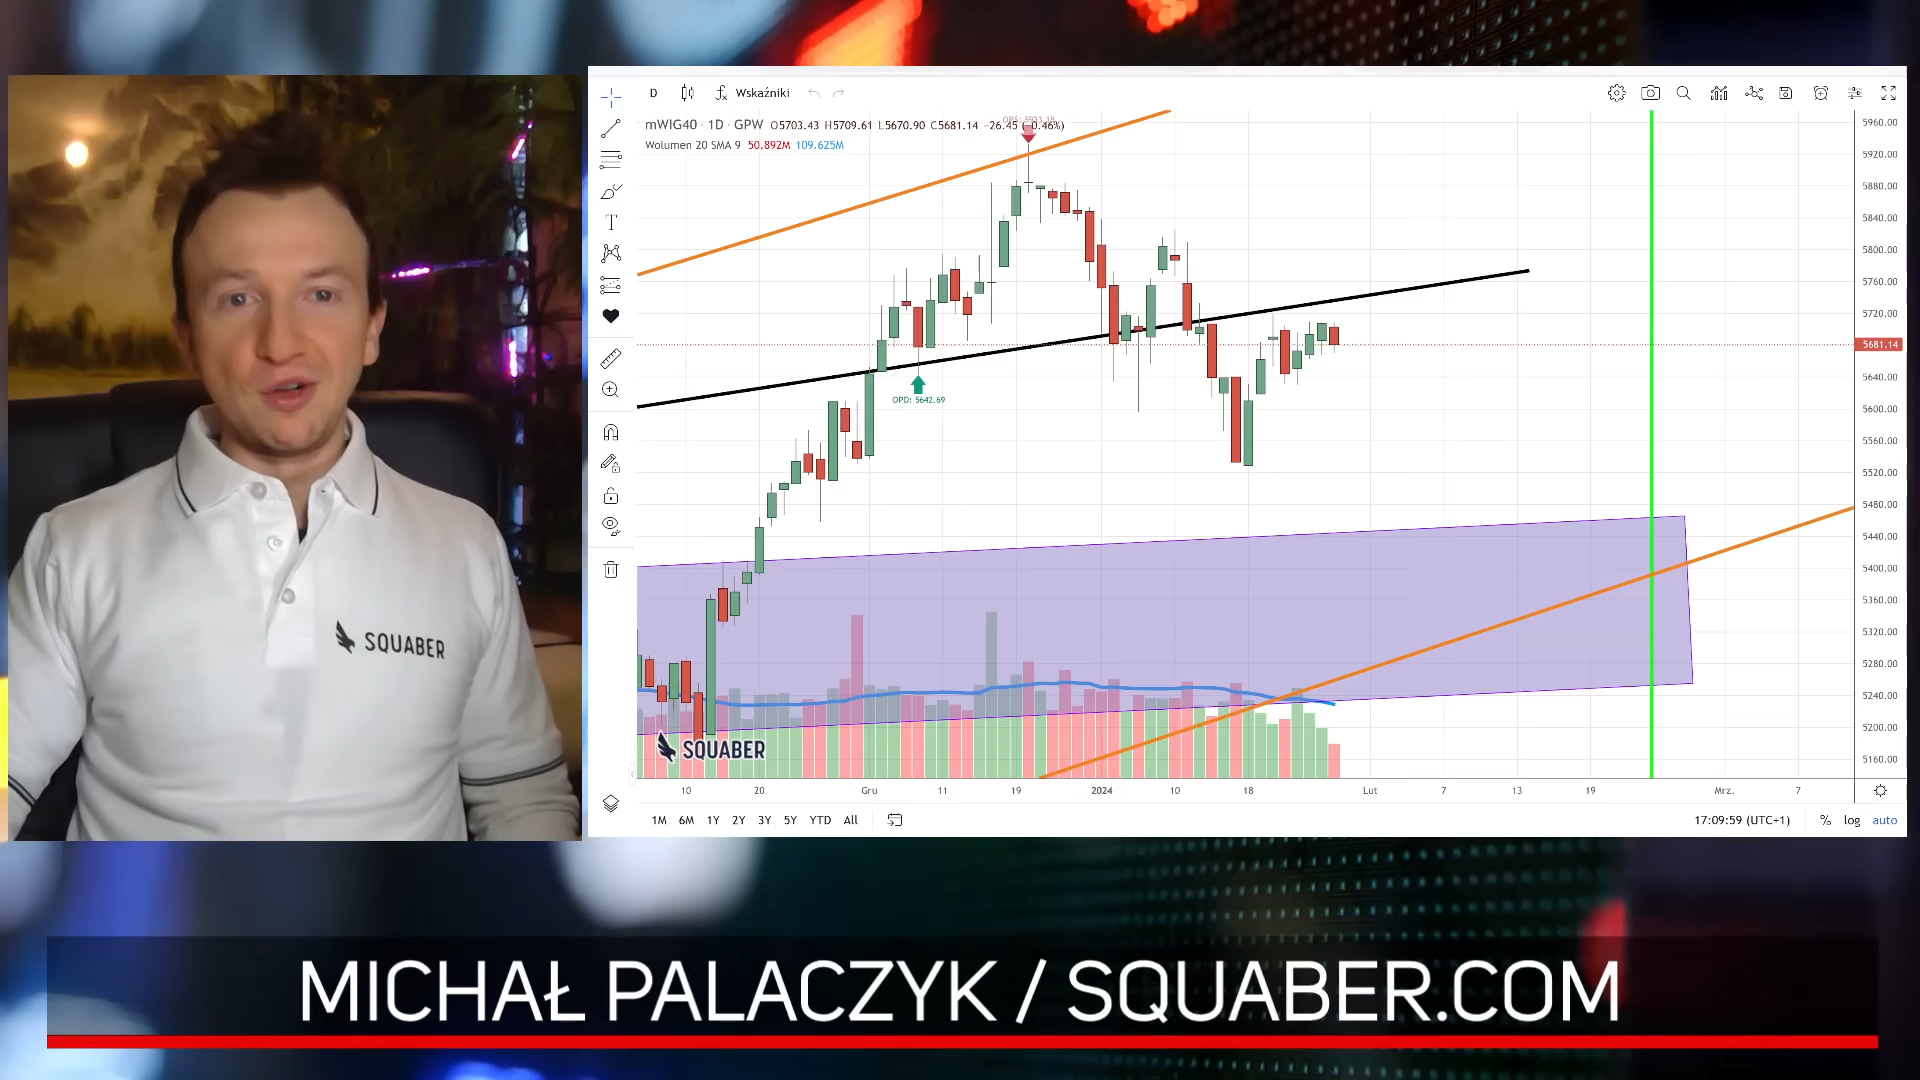 D Wskaźniki
mWIG40 · 1D · GPW O5703.43 H5709.61 L5670.90 C5681.14 −26.45 (−0.46%)
Wolumen 20 SMA 9 50.892M 109.625M
OPD: 5642.69
5960.00
5920.00
5880.00
5840.00
5800.00
5760.00
5720.00
5681.14
5640.00
5600.00
5560.00
5520.00
5480.00
5440.00
5400.00
5360.00
5320.00
5280.00
5240.00
5200.00
5160.00
SQUABER
SQUABER
10 20 Gru 11 19 2024 10 18 Lut 7 13 19 Mrz. 7
1M 6M 1Y 2Y 3Y 5Y YTD All 17:09:59 (UTC+1) % log auto
MICHAŁ PALACZYK / SQUABER.COM